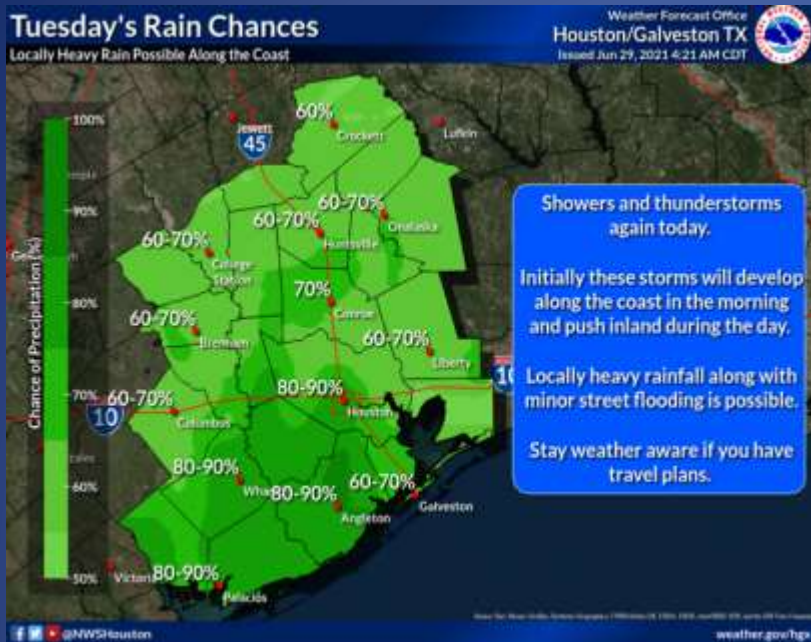 Tuesday's Rain Chances
Locally Heavy Rain Possible Along the Coast
Weather Forecast Office
Houston/Galveston TX
Issued Jun 29, 2021 4:21 AM CDT
Chance of Precipitation (%)
100%
90%
80%
70%
60%
50%
60%
Crockett
Lufkin
Jewett
45
60-70%
Onalaska
60-70%
Huntsville
60-70%
College
Station
70%
Conroe
60-70%
Brenham
60-70%
Liberty
60-70%
Columbus
10
80-90%
Houston
10
80-90%
80-90%
Angleton
60-70%
Galveston
Victoria
80-90%
Palacios
Showers and thunderstorms
again today.
Initially these storms will develop
along the coast in the morning
and push inland during the day.
Locally heavy rainfall along with
minor street flooding is possible.
Stay weather aware if you have
travel plans.
@NWSHouston